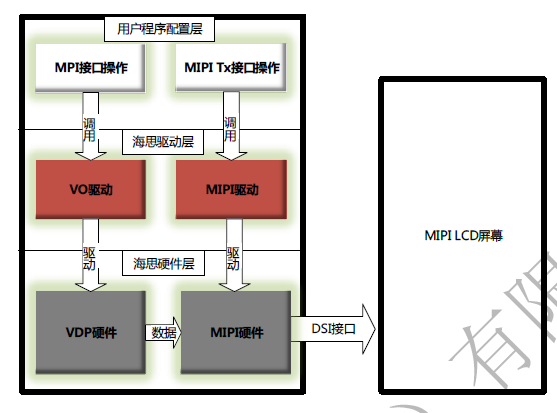 用户程序配置层
MPI接口操作
MIPI Tx接口操作
调用
调用
海思驱动层
VO驱动
MIPI驱动
MIPI LCD屏幕
驱动
驱动
海思硬件层
VDP硬件
数据
MIPI硬件
DSI接口
有限